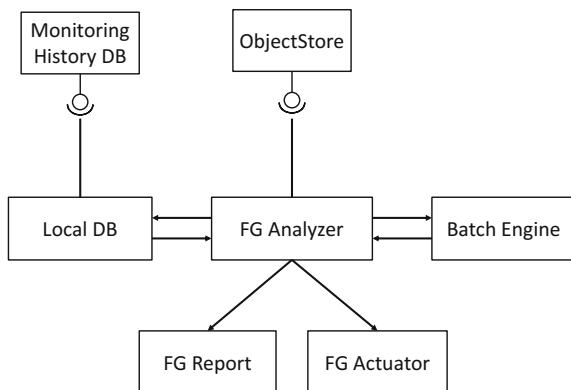 Monitoring
History DB
ObjectStore
Local DB
FG Analyzer
Batch Engine
FG Report
FG Actuator